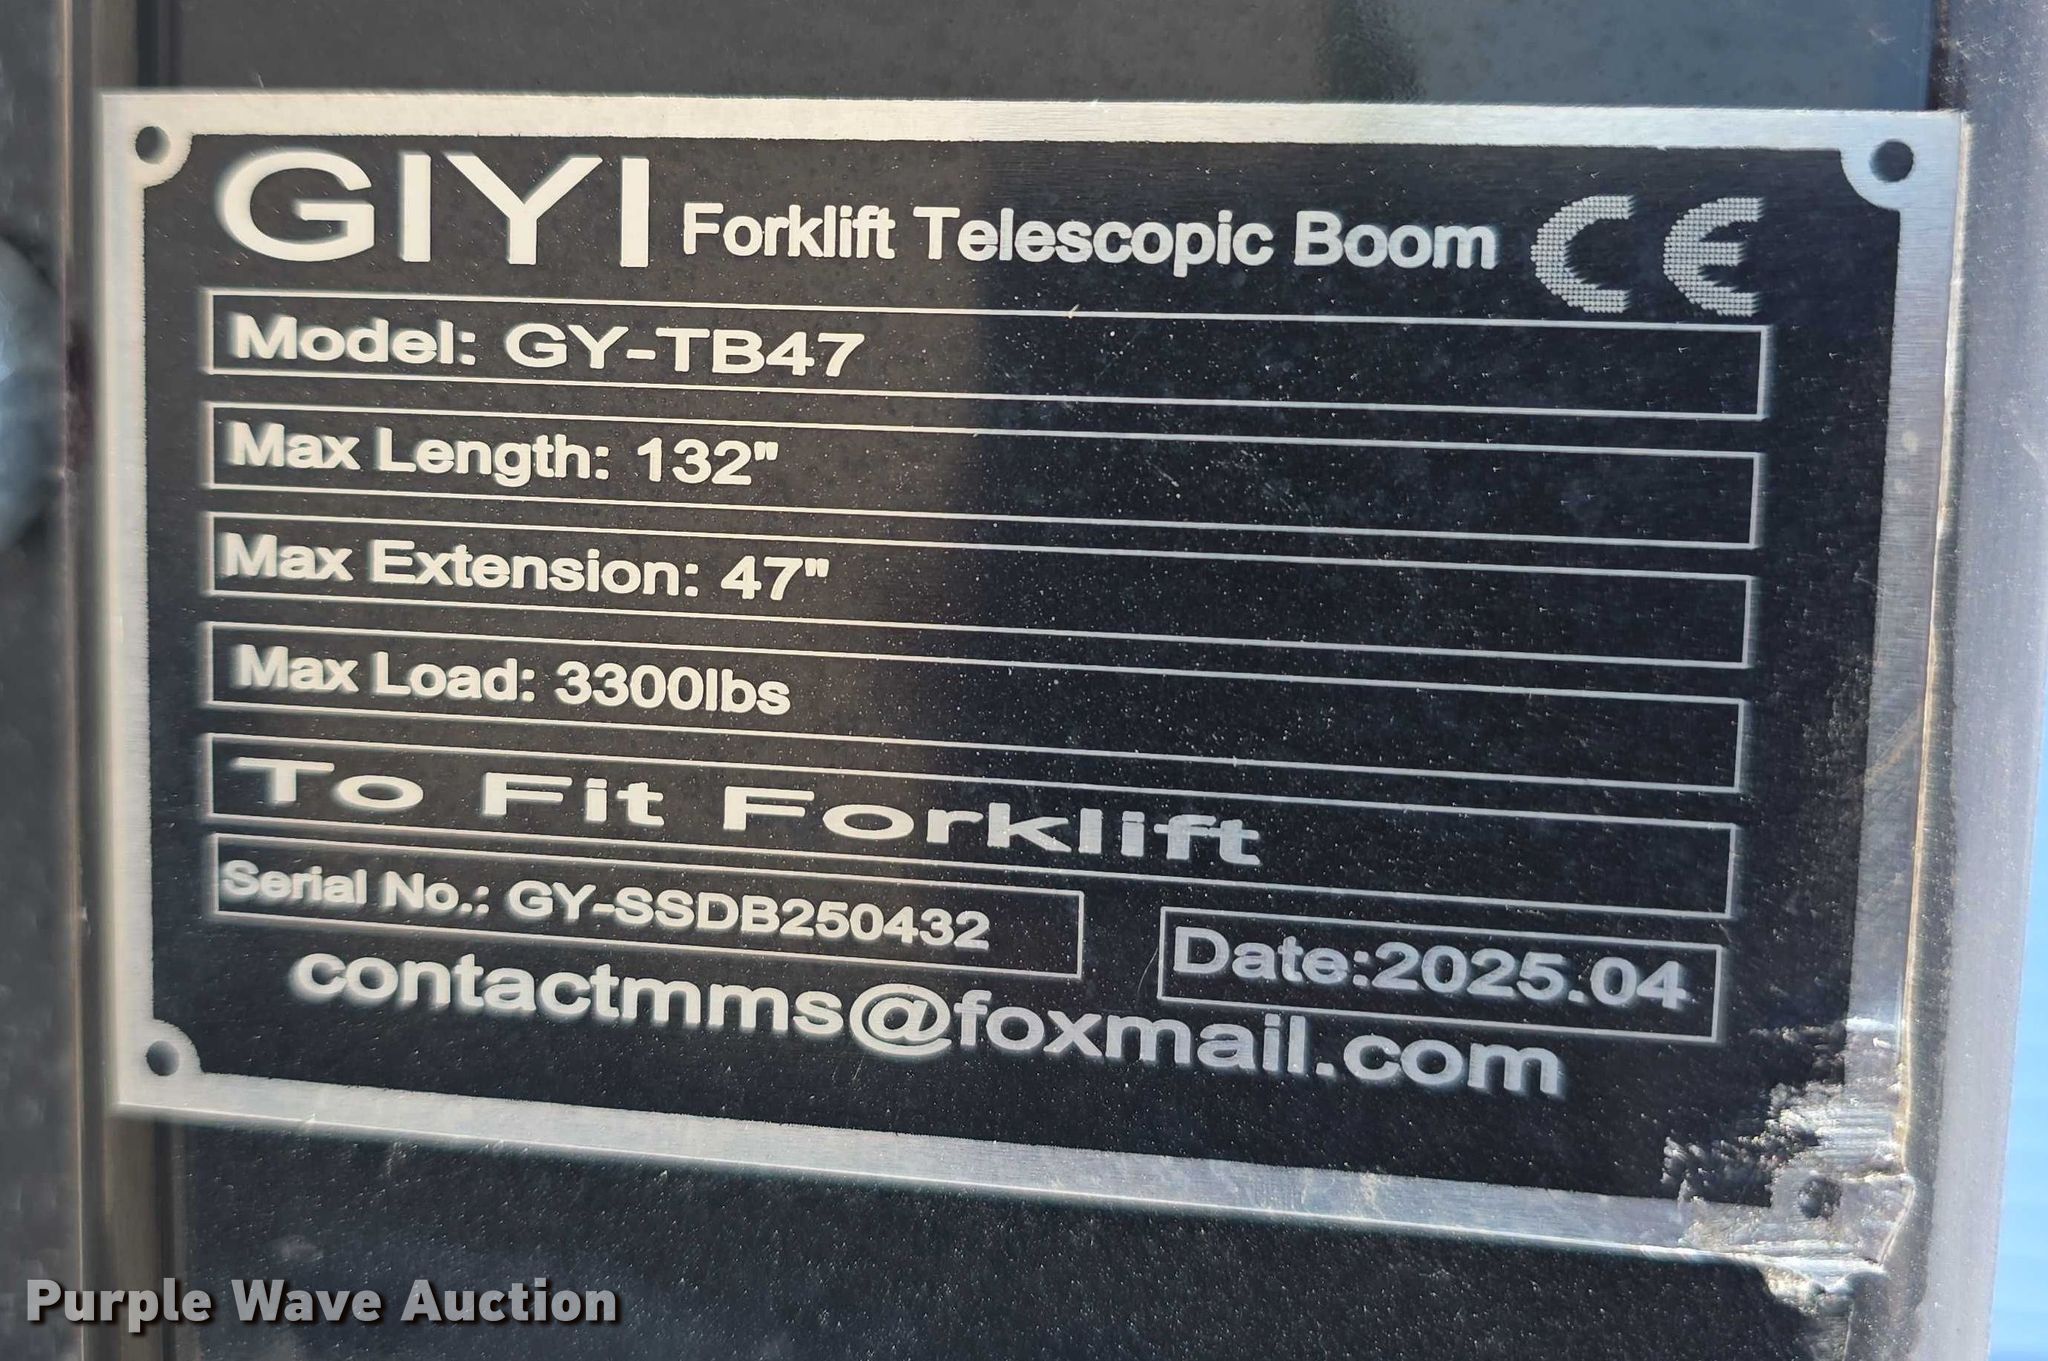 GIYI Forklift Telescopic Boom CE
Model: GY-TB47
Max Length: 132"
Max Extension: 47"
Max Load: 3300lbs
To Fit Forklift
Serial No.: GY-SSDB250432
Date:2025.04
contactmms@foxmail.com
Purple Wave Auction